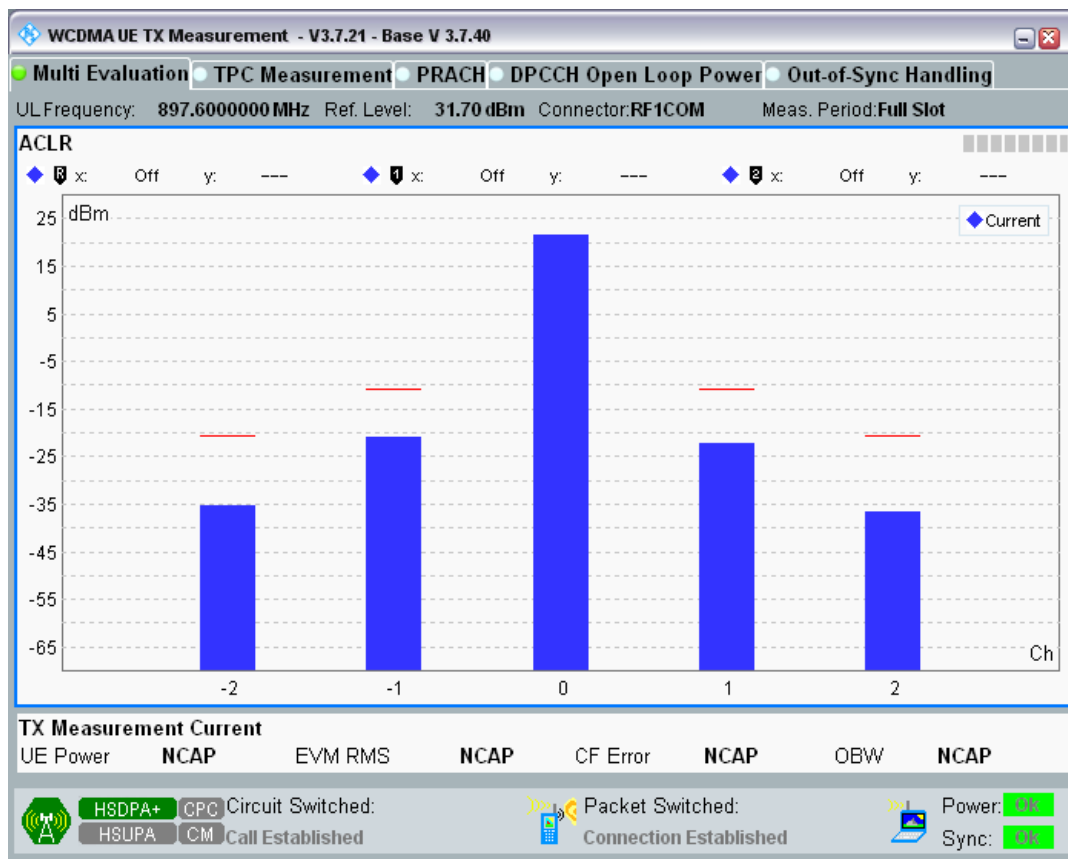 WCDMA UE TX Measurement - V3.7.21 - Base V 3.7.40
Multi Evaluation TPC Measurement PRACH DPCCH Open Loop Power Out-of-Sync Handling
UL Frequency: 897.6000000 MHz Ref. Level: 31.70 dBm Connector:RF1COM Meas. Period:Full Slot
ACLR
R x: Off y: --- 1 x: Off y: --- 2 x: Off y: ---
dBm
Current
25
15
5
-5
-15
-25
-35
-45
-55
-65
Ch
-2 -1 0 1 2
TX Measurement Current
UE Power NCAP EVM RMS NCAP CF Error NCAP OBW NCAP
HSDPA+ CPC Circuit Switched: Packet Switched: Power: OK
HSUPA CM Call Established Connection Established Sync: OK